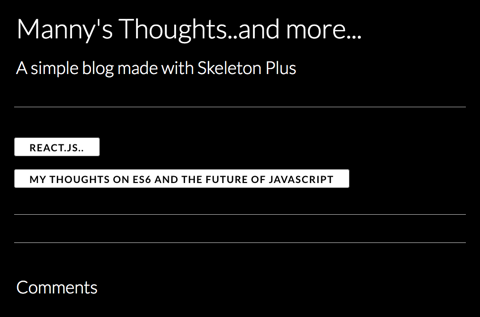 Manny's Thoughts..and more...
A simple blog made with Skeleton Plus
REACT.JS..
MY THOUGHTS ON ES6 AND THE FUTURE OF JAVASCRIPT
Comments